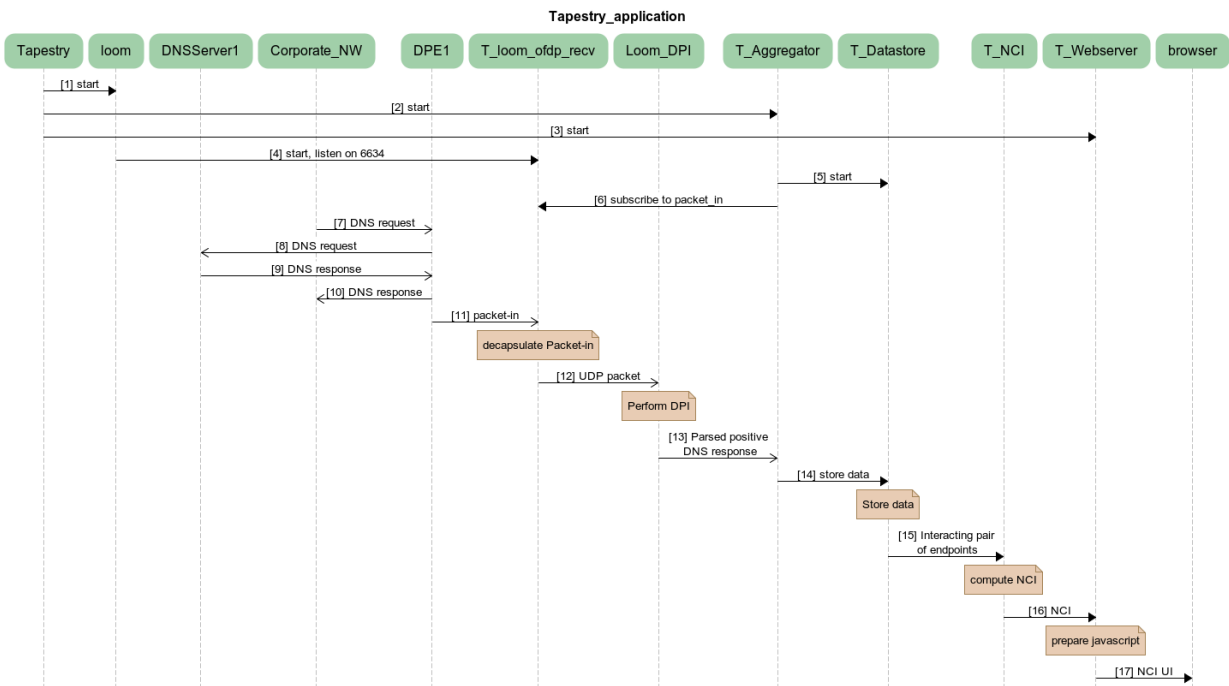 Tapestry_application
Tapestry
loom
DNSServer1
Corporate_NW
DPE1
T_loom_ofdp_recv
Loom_DPI
T_Aggregator
T_Datastore
T_NCI
T_Webserver
browser
[1] start
[2] start
[3] start
[4] start, listen on 6634
[5] start
[6] subscribe to packet_in
[7] DNS request
[8] DNS request
[9] DNS response
[10] DNS response
[11] packet-in
decapsulate Packet-in
[12] UDP packet
Perform DPI
[13] Parsed positive
DNS response
[14] store data
Store data
[15] Interacting pair
of endpoints
compute NCI
[16] NCI
prepare javascript
[17] NCI UI